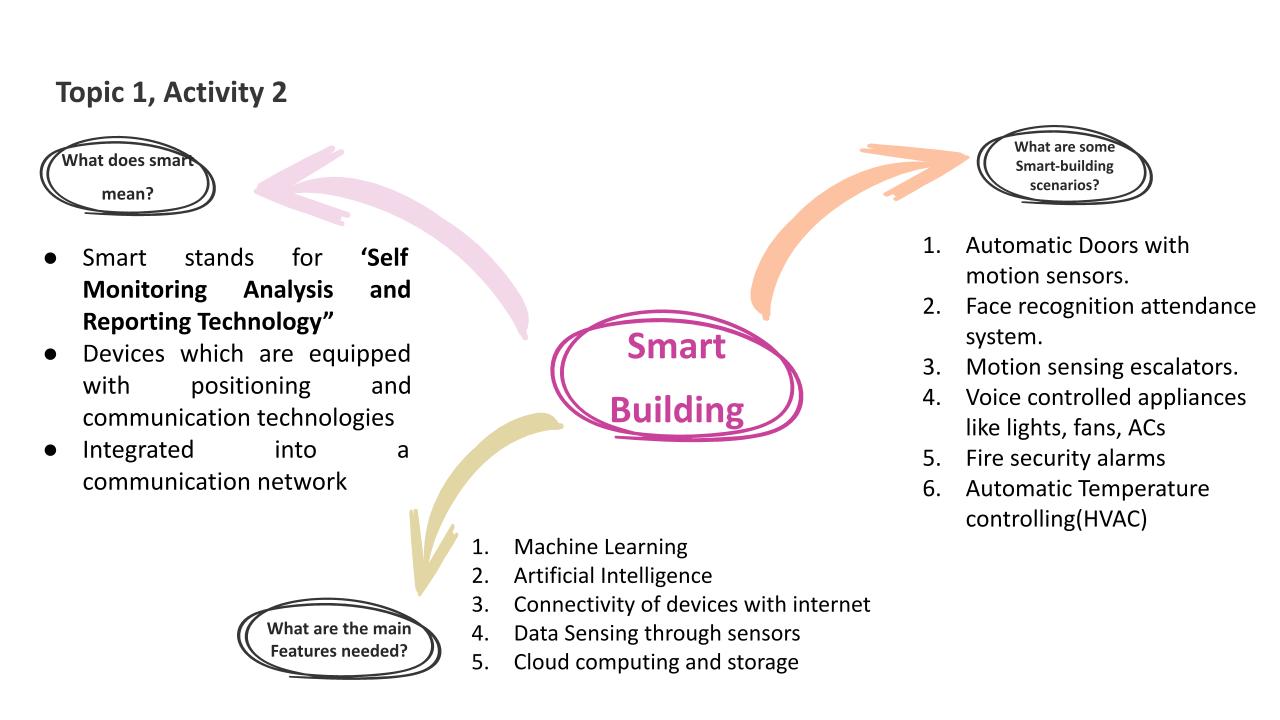 Topic 1, Activity 2
What does smart
mean?
● Smart stands for ‘Self
Monitoring Analysis and
Reporting Technology”
● Devices which are equipped
with positioning and
communication technologies
● Integrated into a
communication network
Smart
Building
What are some
Smart-building
scenarios?
1. Automatic Doors with
motion sensors.
2. Face recognition attendance
system.
3. Motion sensing escalators.
4. Voice controlled appliances
like lights, fans, ACs
5. Fire security alarms
6. Automatic Temperature
controlling(HVAC)
What are the main
Features needed?
1. Machine Learning
2. Artificial Intelligence
3. Connectivity of devices with internet
4. Data Sensing through sensors
5. Cloud computing and storage